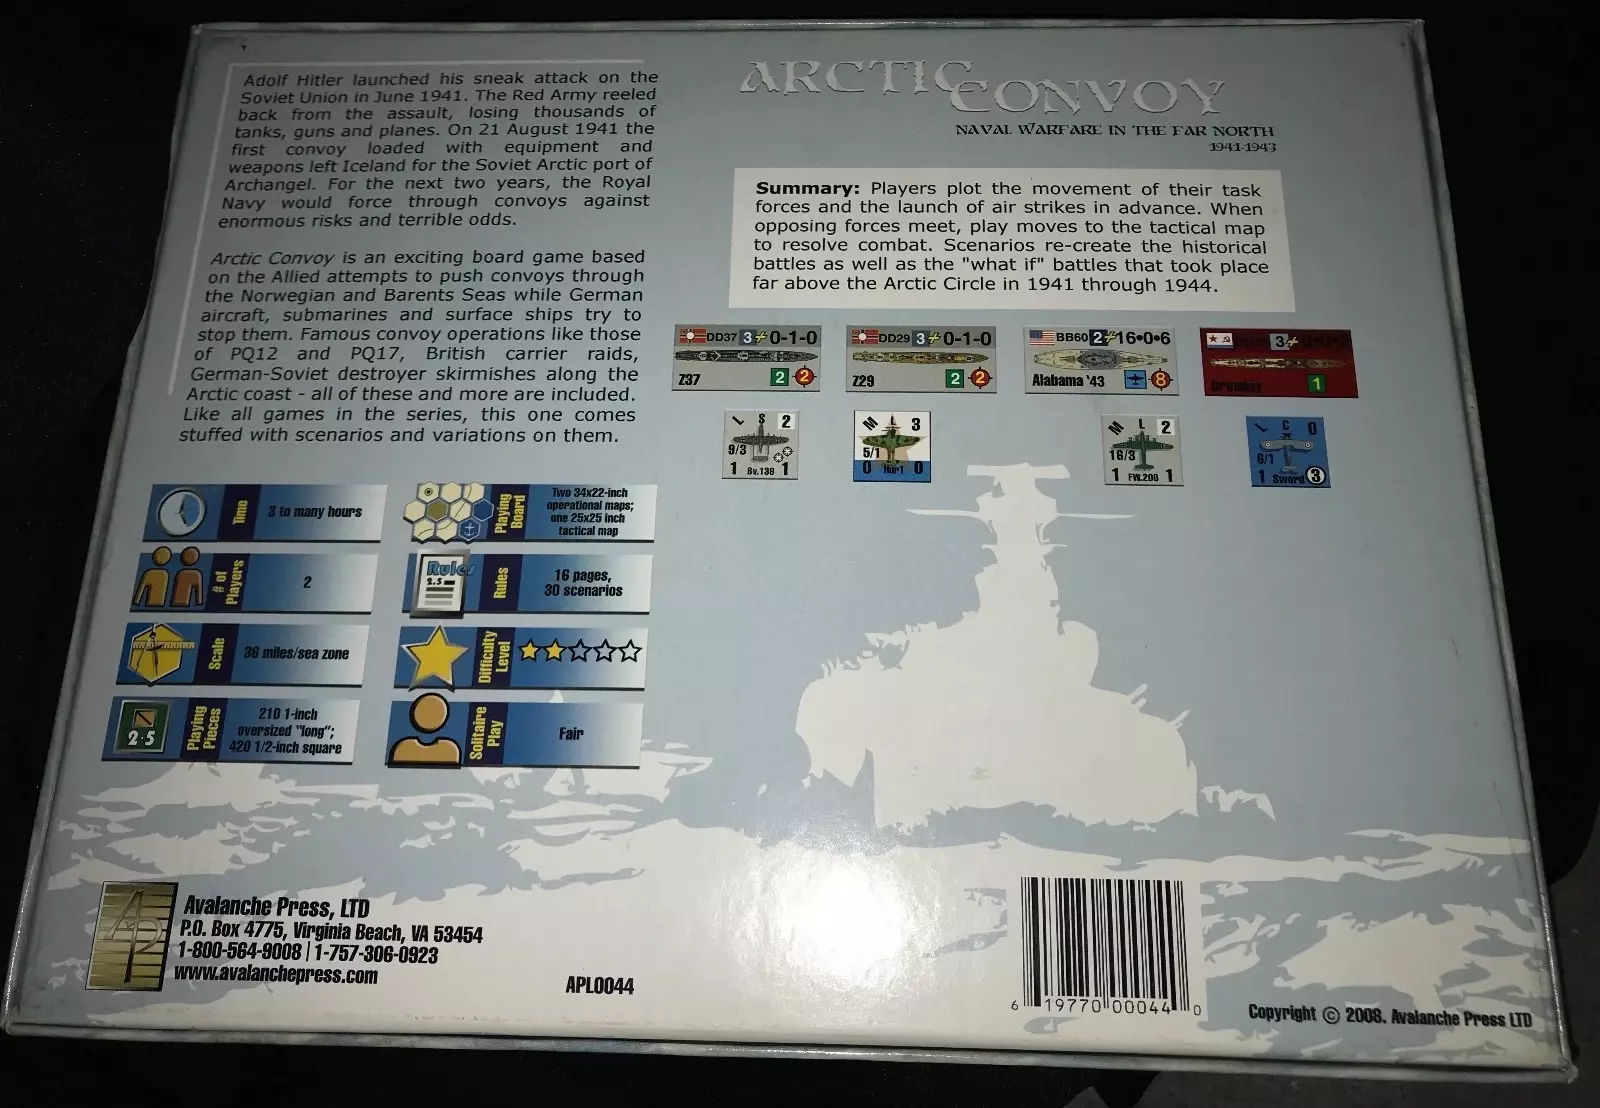 Adolf Hitler launched his sneak attack on the
Soviet Union in June 1941. The Red Army reeled
back from the assault, losing thousands of
tanks, guns and planes. On 21 August 1941 the
first convoy loaded with equipment and
weapons left Iceland for the Soviet Arctic port of
Archangel. For the next two years, the Royal
Navy would force through convoys against
enormous risks and terrible odds.
Arctic Convoy is an exciting board game based
on the Allied attempts to push convoys through
the Norwegian and Barents Seas while German
aircraft, submarines and surface ships try to
stop them. Famous convoy operations like those
of PQ12 and PQ17, British carrier raids,
German-Soviet destroyer skirmishes along the
Arctic coast - all of these and more are included.
Like all games in the series, this one comes
stuffed with scenarios and variations on them.
ARCTIC CONVOY
NAVAL WARFARE IN THE FAR NORTH
1941-1943
Summary: Players plot the movement of their task
forces and the launch of air strikes in advance. When
opposing forces meet, play moves to the tactical map
to resolve combat. Scenarios re-create the historical
battles as well as the "what if" battles that took place
far above the Arctic Circle in 1941 through 1944.
DD37 3 0-1-0
Z37 2 2
DD29 3 0-1-0
Z29 2 2
BB60 2 16•0•6
Alabama '43 8
3
Gremkiy 1
L S 2
9/3
1 Bv.138 1
M 3
5/1
0 Hur1 0
M L 2
16/3
1 FW.200 1
L C 0
6/1
1 Sword 3
Time
3 to many hours
Playing
Board
Two 34x22-inch
operational maps;
one 25x25 inch
tactical map
# of
Players
2
Rules
2.5
Rules
16 pages,
30 scenarios
Scale
36 miles/sea zone
Difficulty
Level
2·5
Playing
Pieces
210 1-inch
oversized "long";
420 1/2-inch square
Solitaire
Play
Fair
AP
Avalanche Press, LTD
P.O. Box 4775, Virginia Beach, VA 53454
1-800-564-9008 | 1-757-306-0923
www.avalanchepress.com
APL0044
6 19770 00044 0
Copyright © 2008. Avalanche Press LTD